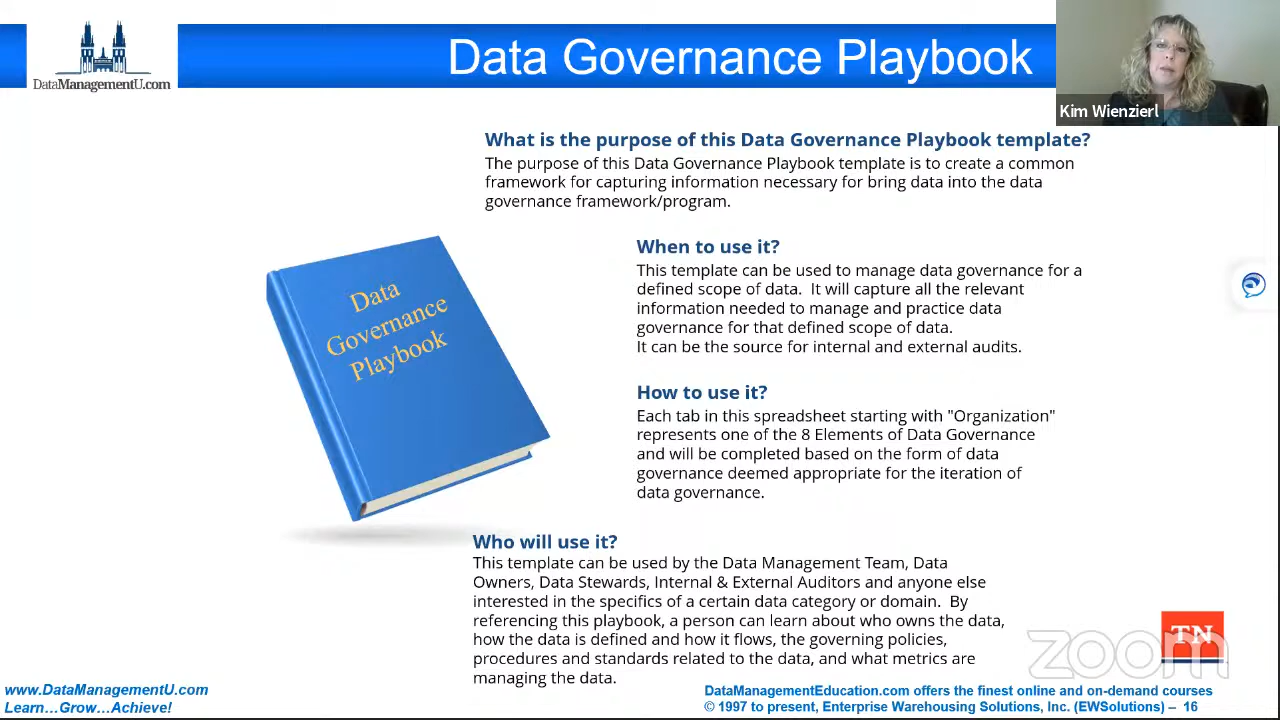 Data Governance Playbook
DataManagementU.com
Kim Wienzierl
What is the purpose of this Data Governance Playbook template?
The purpose of this Data Governance Playbook template is to create a common
framework for capturing information necessary for bring data into the data
governance framework/program.
When to use it?
This template can be used to manage data governance for a
defined scope of data.  It will capture all the relevant
information needed to manage and practice data
governance for that defined scope of data.
It can be the source for internal and external audits.
Data
Governance
Playbook
How to use it?
Each tab in this spreadsheet starting with "Organization"
represents one of the 8 Elements of Data Governance
and will be completed based on the form of data
governance deemed appropriate for the iteration of
data governance.
Who will use it?
This template can be used by the Data Management Team, Data
Owners, Data Stewards, Internal & External Auditors and anyone else
interested in the specifics of a certain data category or domain.  By
referencing this playbook, a person can learn about who owns the data,
how the data is defined and how it flows, the governing policies,
procedures and standards related to the data, and what metrics are
managing the data.
TN
zoom
www.DataManagementU.com
Learn…Grow…Achieve!
DataManagementEducation.com offers the finest online and on-demand courses
© 1997 to present, Enterprise Warehousing Solutions, Inc. (EWSolutions) – 16